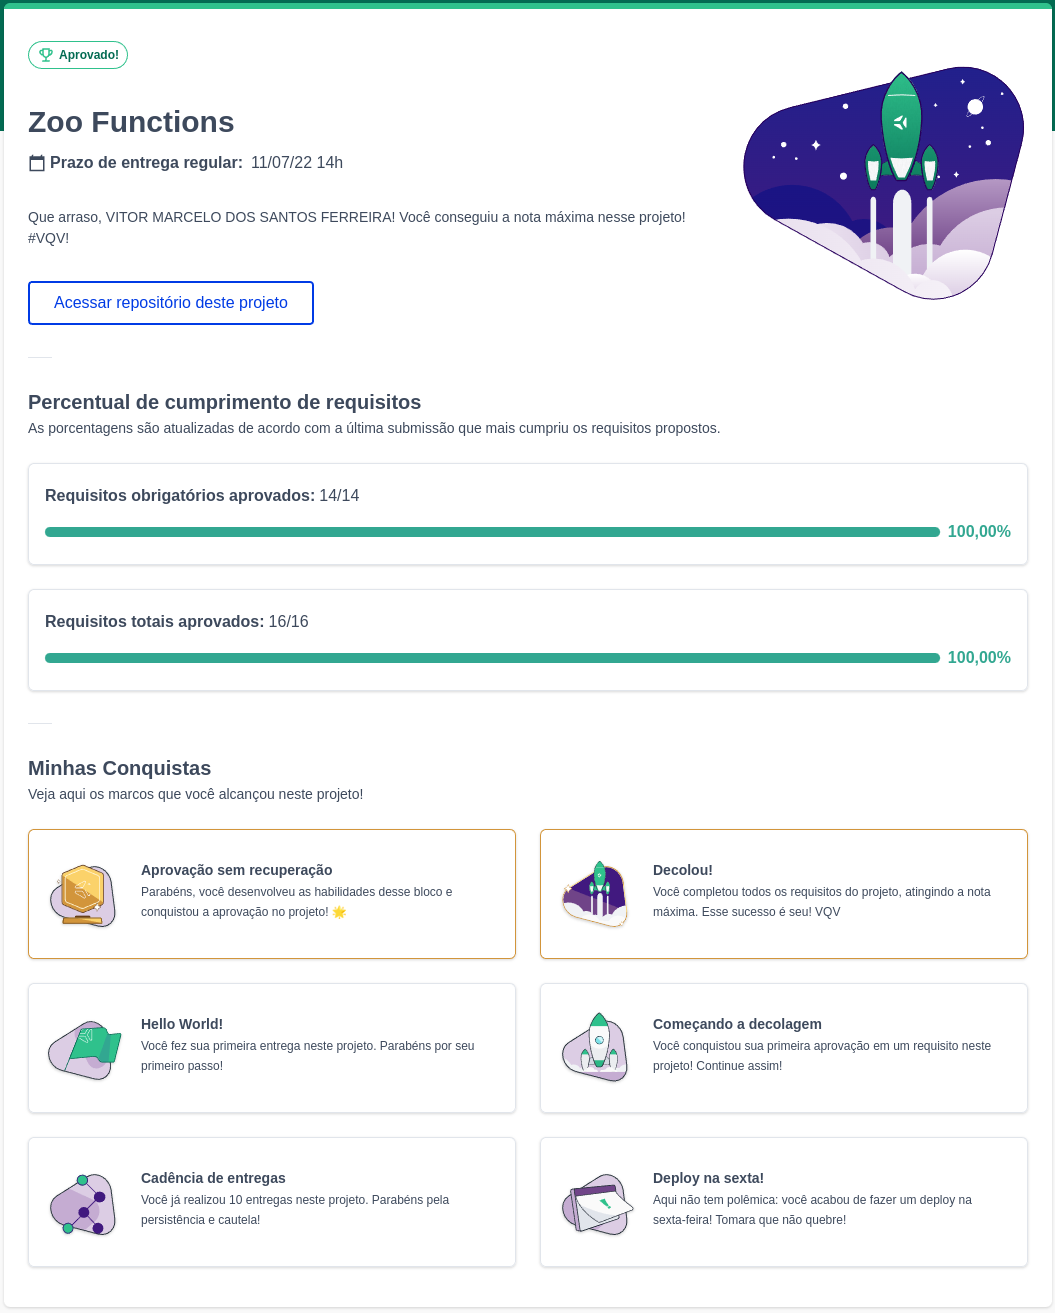 Aprovado!
Zoo Functions
Prazo de entrega regular: 11/07/22 14h
Que arraso, VITOR MARCELO DOS SANTOS FERREIRA! Você conseguiu a nota máxima nesse projeto!
#VQV!
Acessar repositório deste projeto
Percentual de cumprimento de requisitos
As porcentagens são atualizadas de acordo com a última submissão que mais cumpriu os requisitos propostos.
Requisitos obrigatórios aprovados: 14/14
100,00%
Requisitos totais aprovados: 16/16
100,00%
Minhas Conquistas
Veja aqui os marcos que você alcançou neste projeto!
Aprovação sem recuperação
Parabéns, você desenvolveu as habilidades desse bloco e
conquistou a aprovação no projeto! 🌟
Decolou!
Você completou todos os requisitos do projeto, atingindo a nota
máxima. Esse sucesso é seu! VQV
Hello World!
Você fez sua primeira entrega neste projeto. Parabéns por seu
primeiro passo!
Começando a decolagem
Você conquistou sua primeira aprovação em um requisito neste
projeto! Continue assim!
Cadência de entregas
Você já realizou 10 entregas neste projeto. Parabéns pela
persistência e cautela!
Deploy na sexta!
Aqui não tem polêmica: você acabou de fazer um deploy na
sexta-feira! Tomara que não quebre!